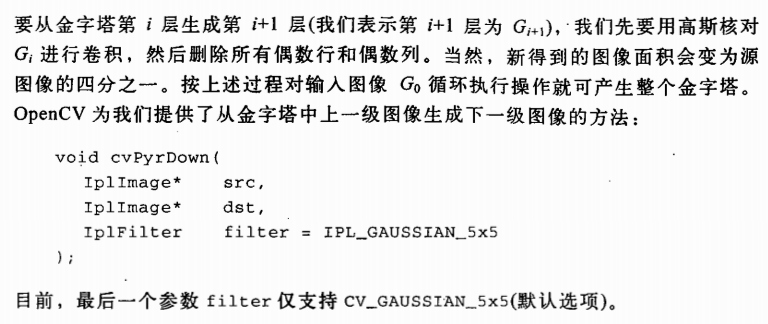 要从金字塔第 i 层生成第 i+1 层(我们表示第 i+1 层为 Gi+1)，我们先要用高斯核对
Gi 进行卷积，然后删除所有偶数行和偶数列。当然，新得到的图像面积会变为源
图像的四分之一。按上述过程对输入图像 G0 循环执行操作就可产生整个金字塔。
OpenCV 为我们提供了从金字塔中上一级图像生成下一级图像的方法：
void cvPyrDown(
IplImage* src,
IplImage* dst,
IplFilter filter = IPL_GAUSSIAN_5x5
);
目前，最后一个参数 filter 仅支持 CV_GAUSSIAN_5x5(默认选项)。